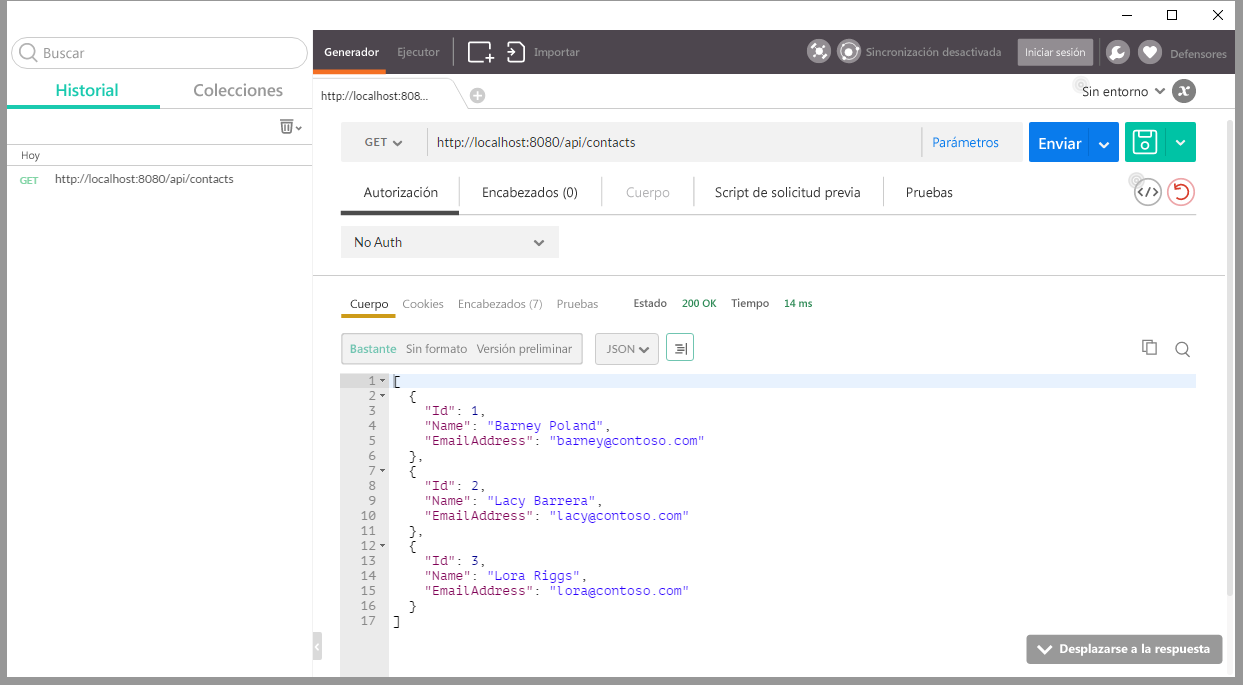 Buscar
Historial
Colecciones
Hoy
GET http://localhost:8080/api/contacts
Generador Ejecutor Importar Sincronización desactivada Iniciar sesión Defensores
http://localhost:808...
Sin entorno
GET http://localhost:8080/api/contacts Parámetros Enviar
Autorización Encabezados (0) Cuerpo Script de solicitud previa Pruebas
No Auth
Cuerpo Cookies Encabezados (7) Pruebas Estado 200 OK Tiempo 14 ms
Bastante Sin formato Versión preliminar JSON
1 [
2 {
3 "Id": 1,
4 "Name": "Barney Poland",
5 "EmailAddress": "barney@contoso.com"
6 },
7 {
8 "Id": 2,
9 "Name": "Lacy Barrera",
10 "EmailAddress": "lacy@contoso.com"
11 },
12 {
13 "Id": 3,
14 "Name": "Lora Riggs",
15 "EmailAddress": "lora@contoso.com"
16 }
17 ]
Desplazarse a la respuesta